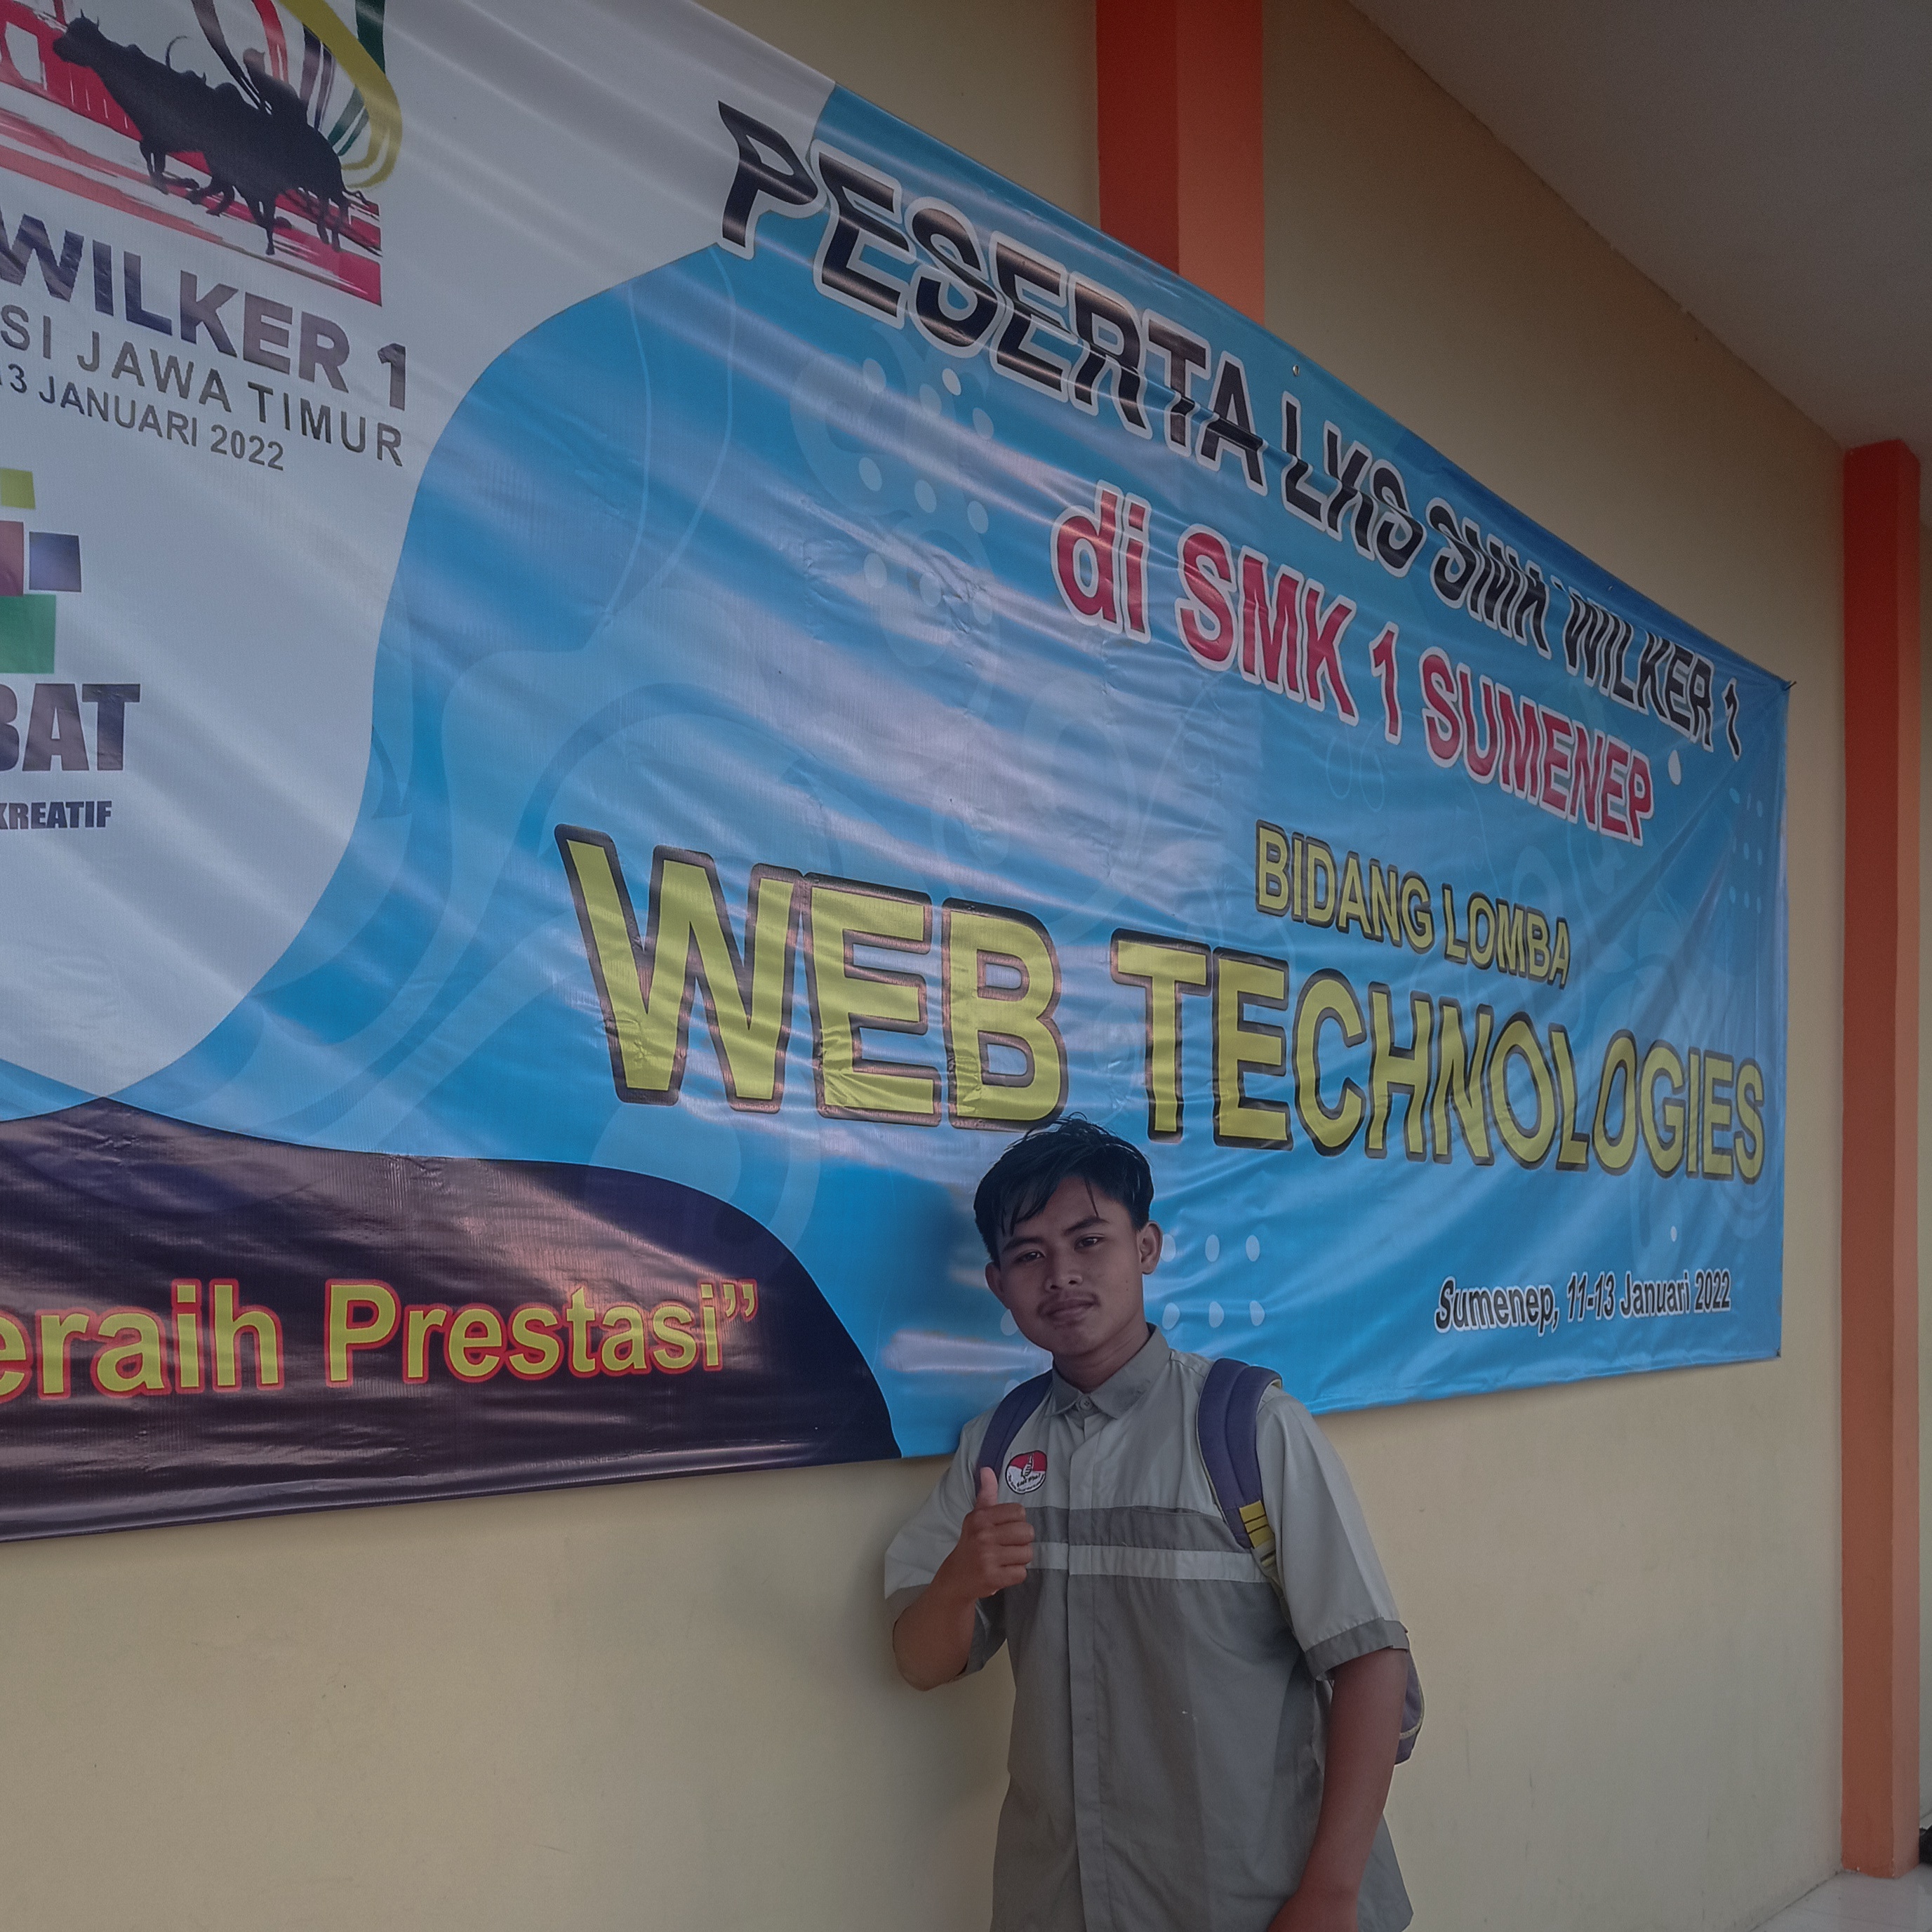 WILKER 1
SI JAWA TIMUR
13 JANUARI 2022
BAT
KREATIF
PESERTA LKS SMK WILKER 1
di SMK 1 SUMENEP
BIDANG LOMBA
WEB TECHNOLOGIES
Sumenep, 11-13 Januari 2022
eraih Prestasi”